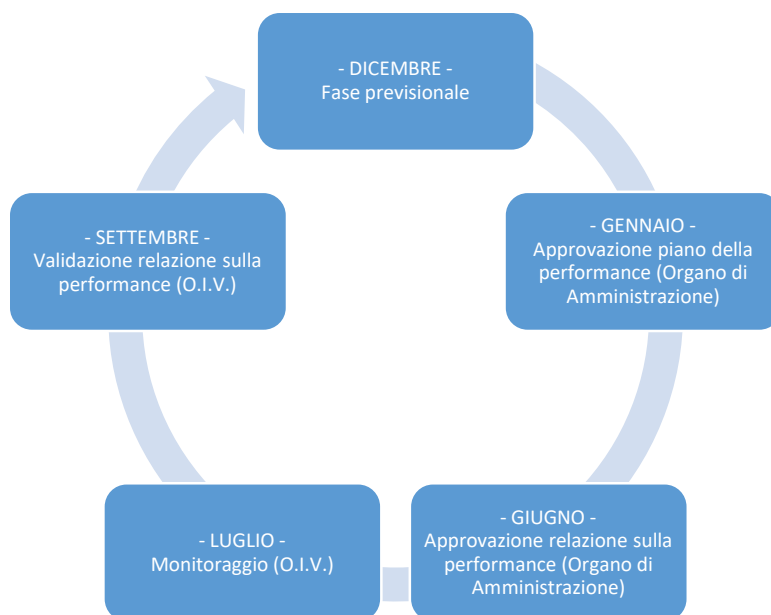 - DICEMBRE -
Fase previsionale
- GENNAIO -
Approvazione piano della
performance (Organo di
Amministrazione)
- GIUGNO -
Approvazione relazione sulla
performance (Organo di
Amministrazione)
- LUGLIO -
Monitoraggio (O.I.V.)
- SETTEMBRE -
Validazione relazione sulla
performance (O.I.V.)